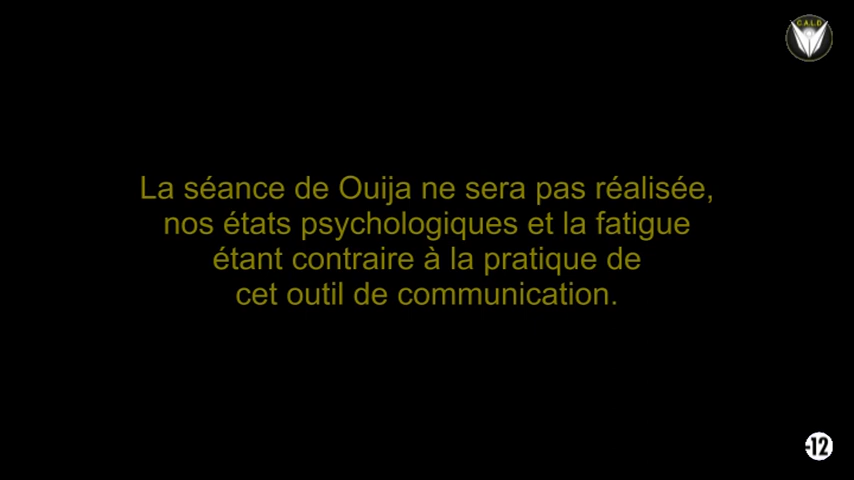 C.A.L.D
La séance de Ouija ne sera pas réalisée,
nos états psychologiques et la fatigue
étant contraire à la pratique de
cet outil de communication.
-12